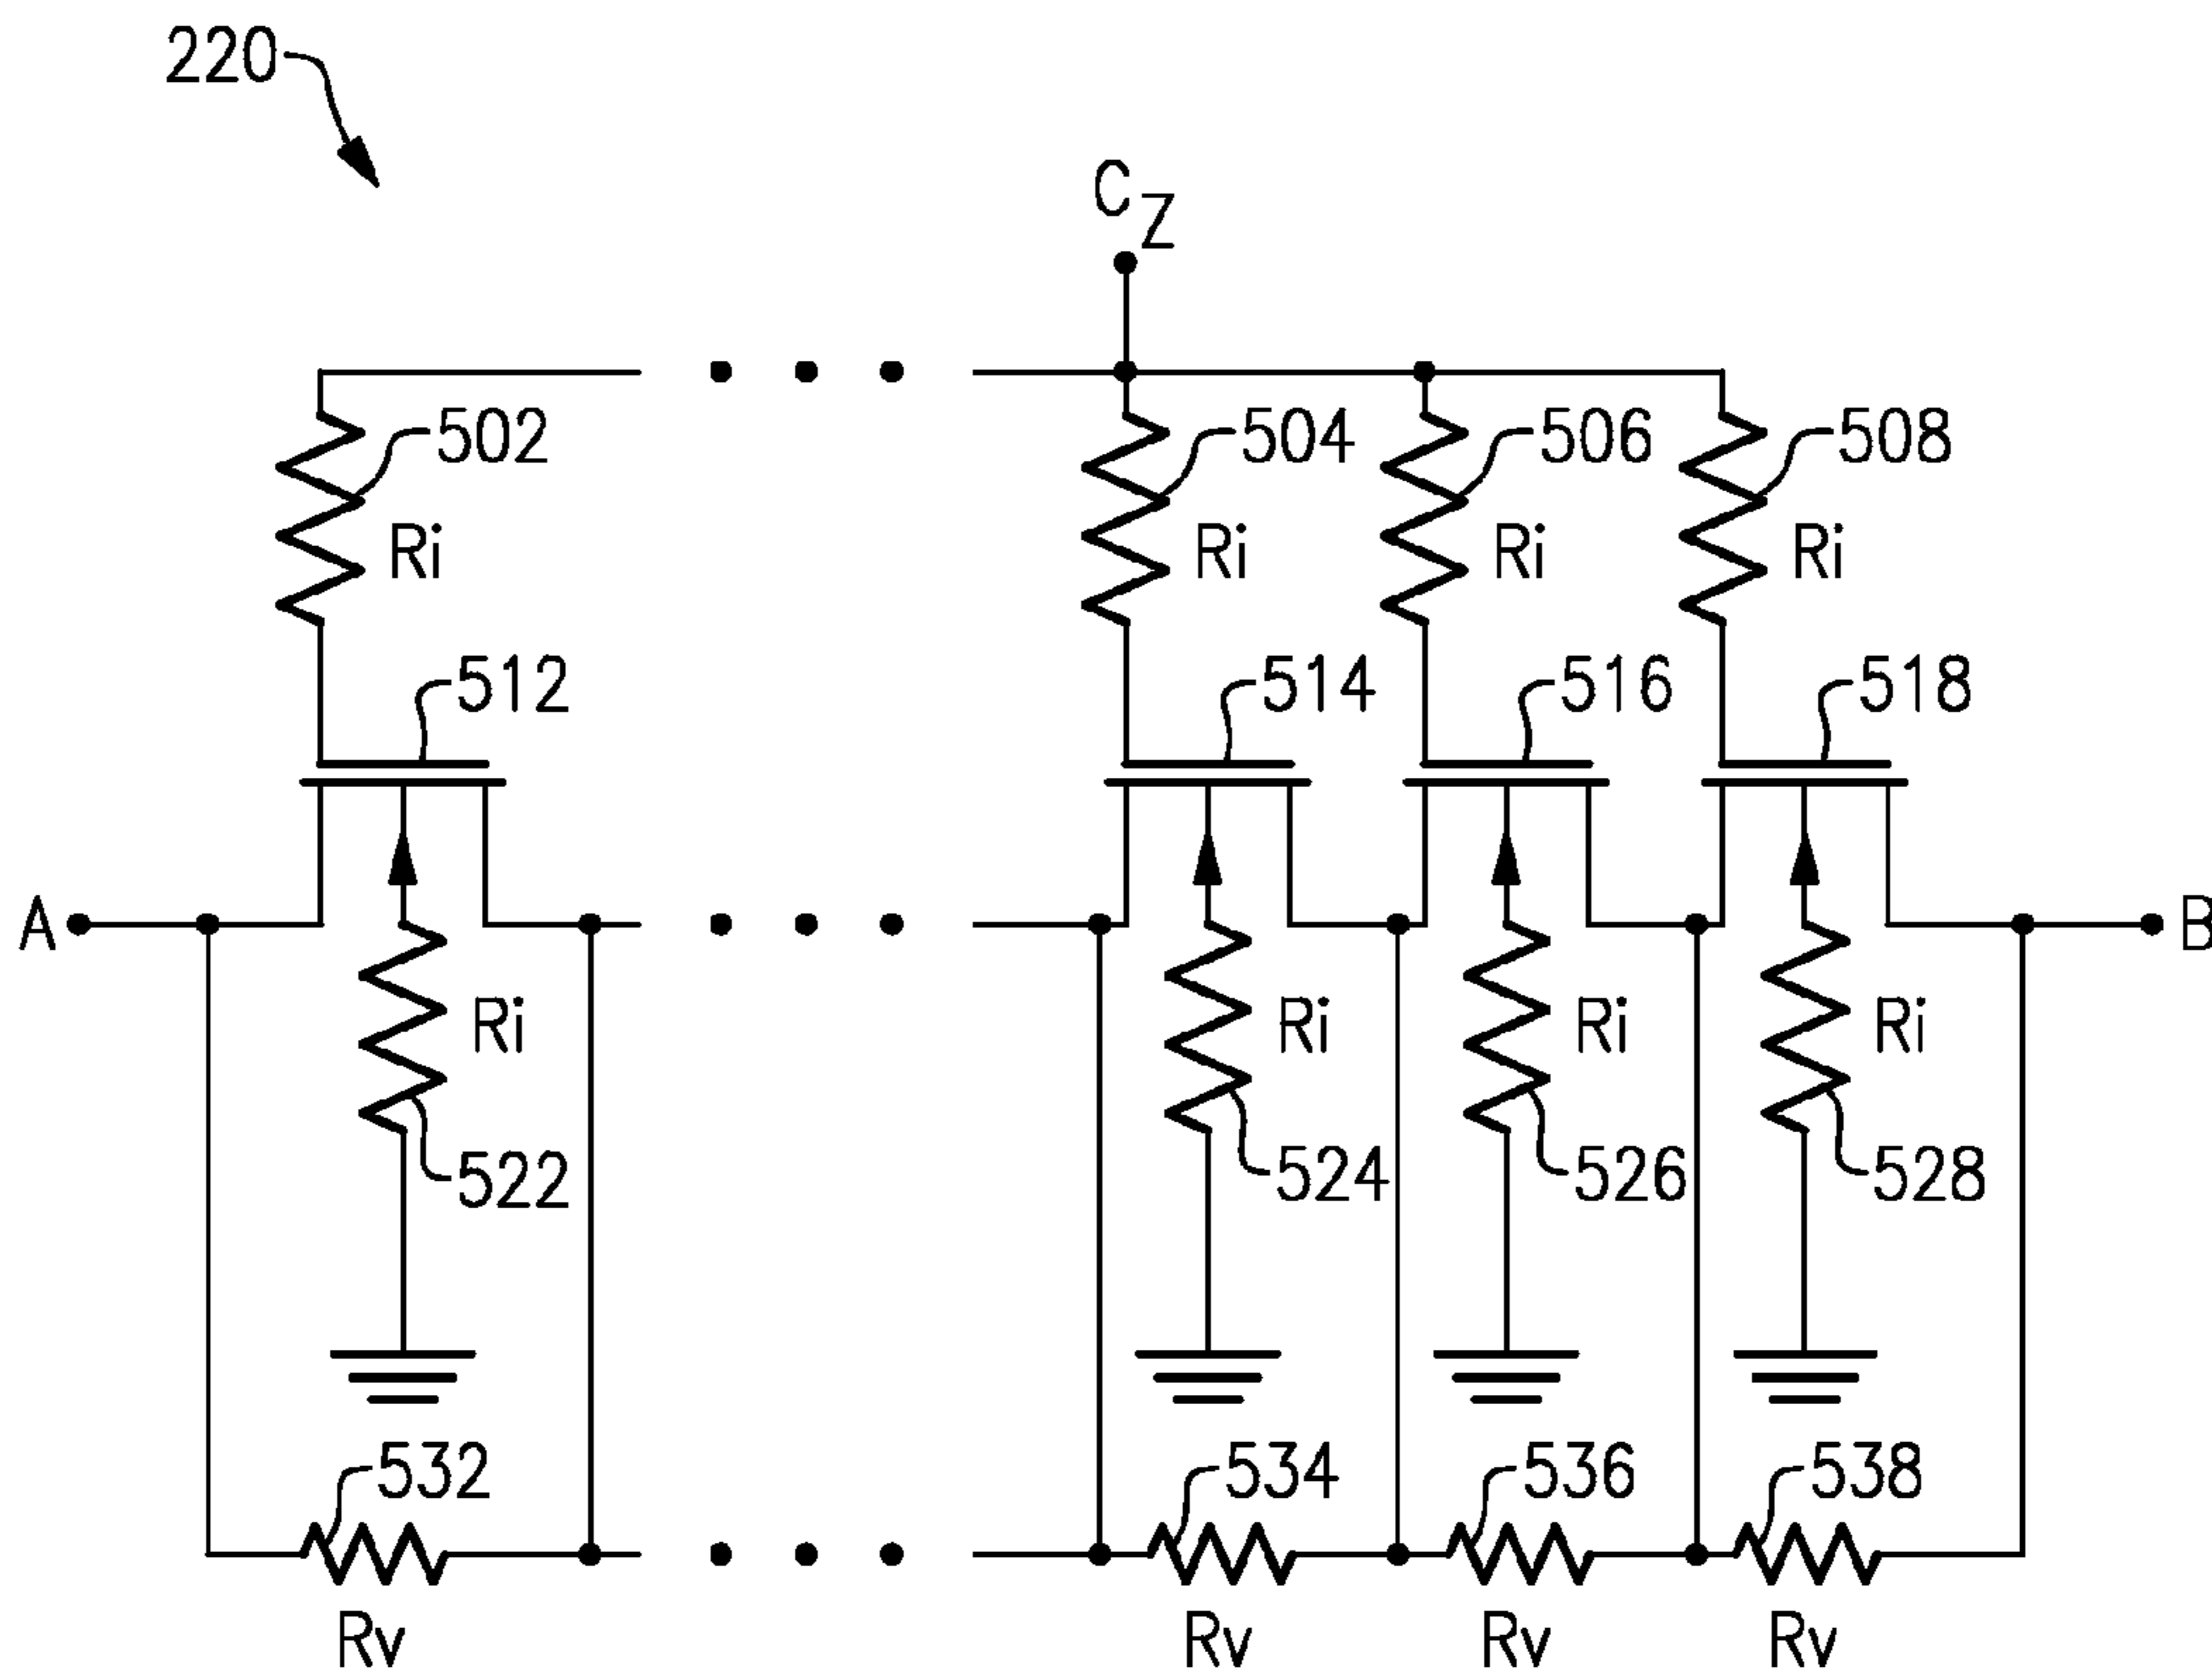 220
C_Z
502 504 506 508
Ri Ri Ri Ri
512 514 516 518
A B
Ri Ri Ri Ri
522 524 526 528
532 534 536 538
Rv Rv Rv Rv